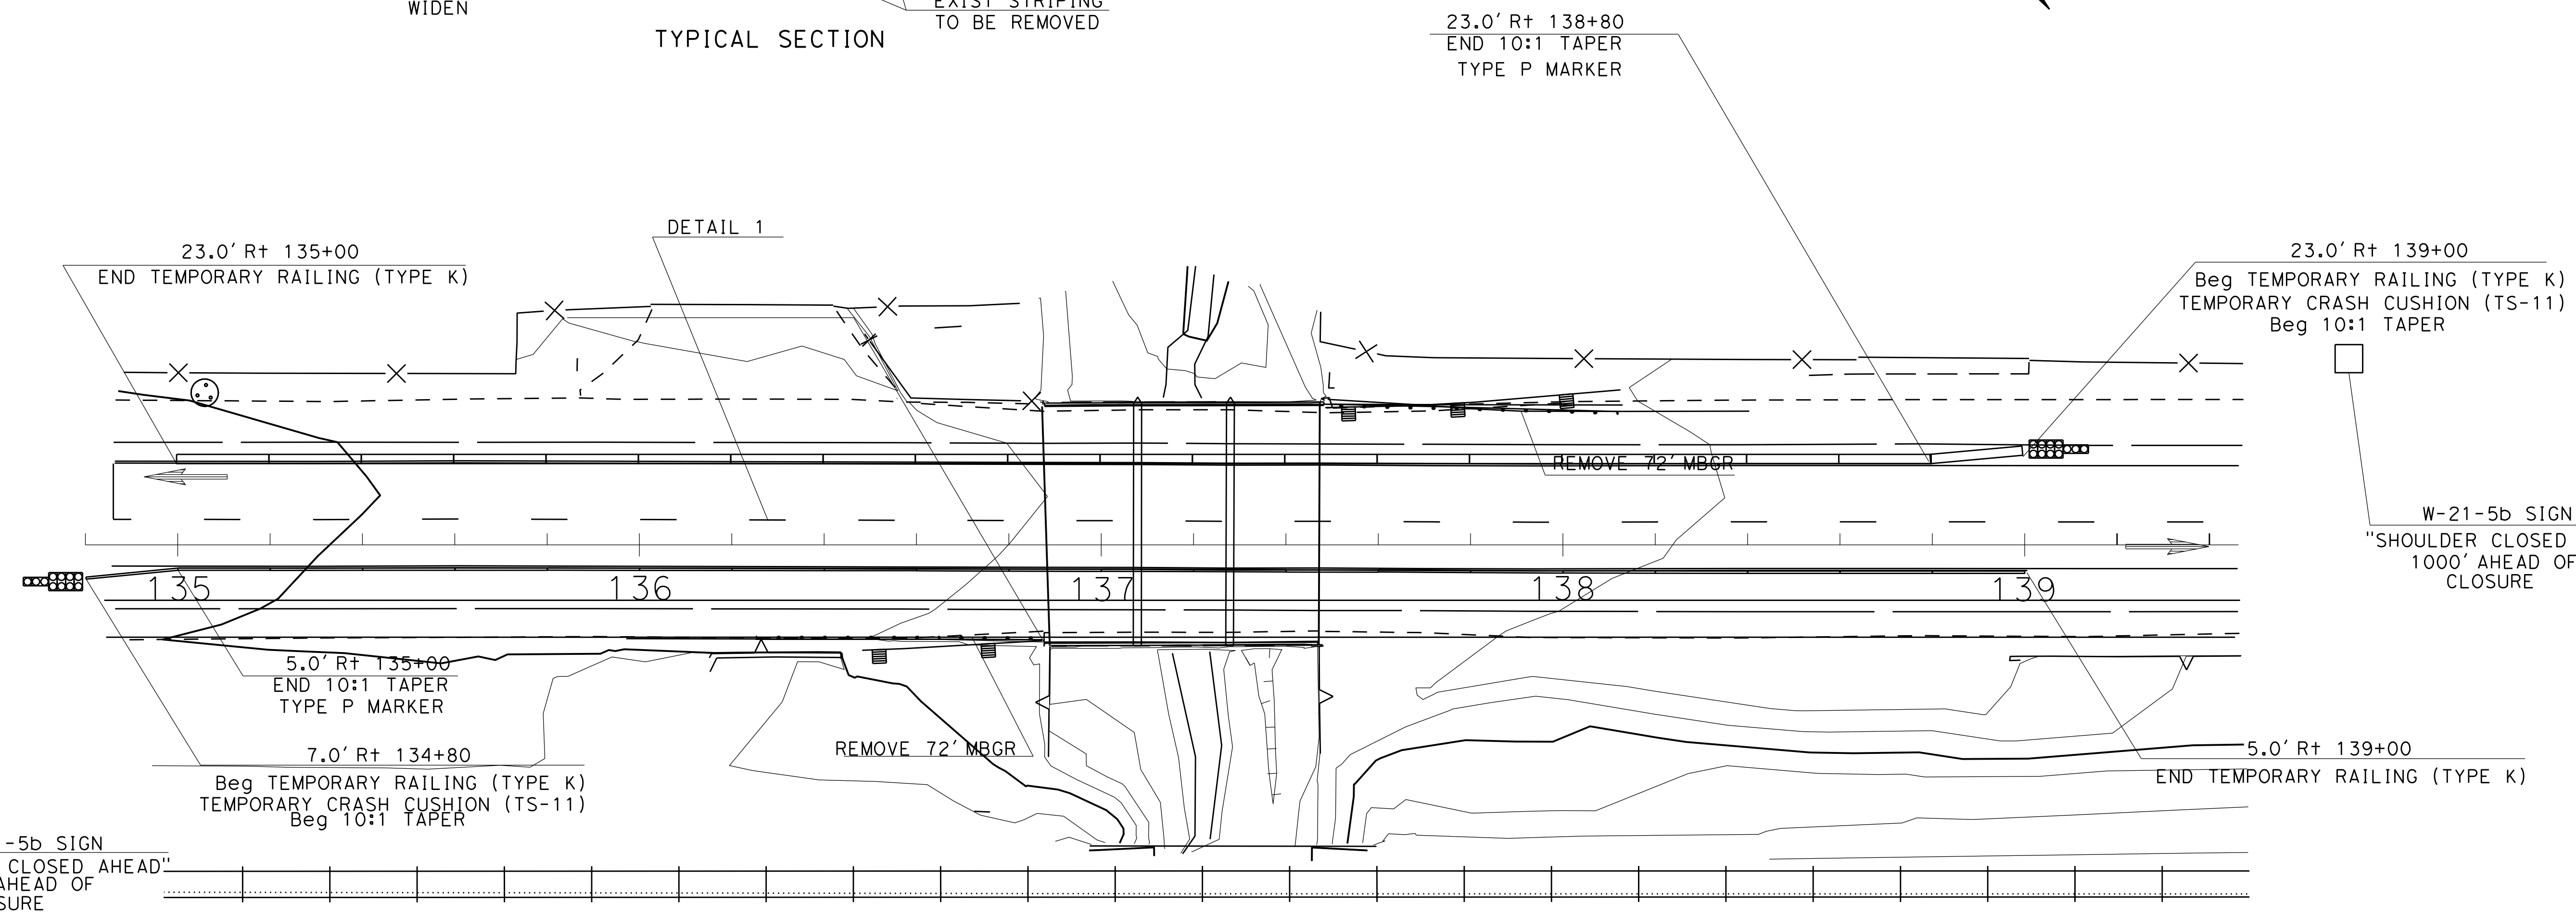 WIDEN
EXIST STRIPING
TO BE REMOVED
TYPICAL SECTION
23.0' Rt 138+80
END 10:1 TAPER
TYPE P MARKER
DETAIL 1
23.0' Rt 135+00
END TEMPORARY RAILING (TYPE K)
23.0' Rt 139+00
Beg TEMPORARY RAILING (TYPE K)
TEMPORARY CRASH CUSHION (TS-11)
Beg 10:1 TAPER
REMOVE 72' MBGR
W-21-5b SIGN
"SHOULDER CLOSED
1000' AHEAD OF
CLOSURE
135
136
137
138
139
5.0' Rt 135+00
END 10:1 TAPER
TYPE P MARKER
REMOVE 72' MBGR
7.0' Rt 134+80
Beg TEMPORARY RAILING (TYPE K)
TEMPORARY CRASH CUSHION (TS-11)
Beg 10:1 TAPER
5.0' Rt 139+00
END TEMPORARY RAILING (TYPE K)
-5b SIGN
CLOSED AHEAD"
AHEAD OF
SURE